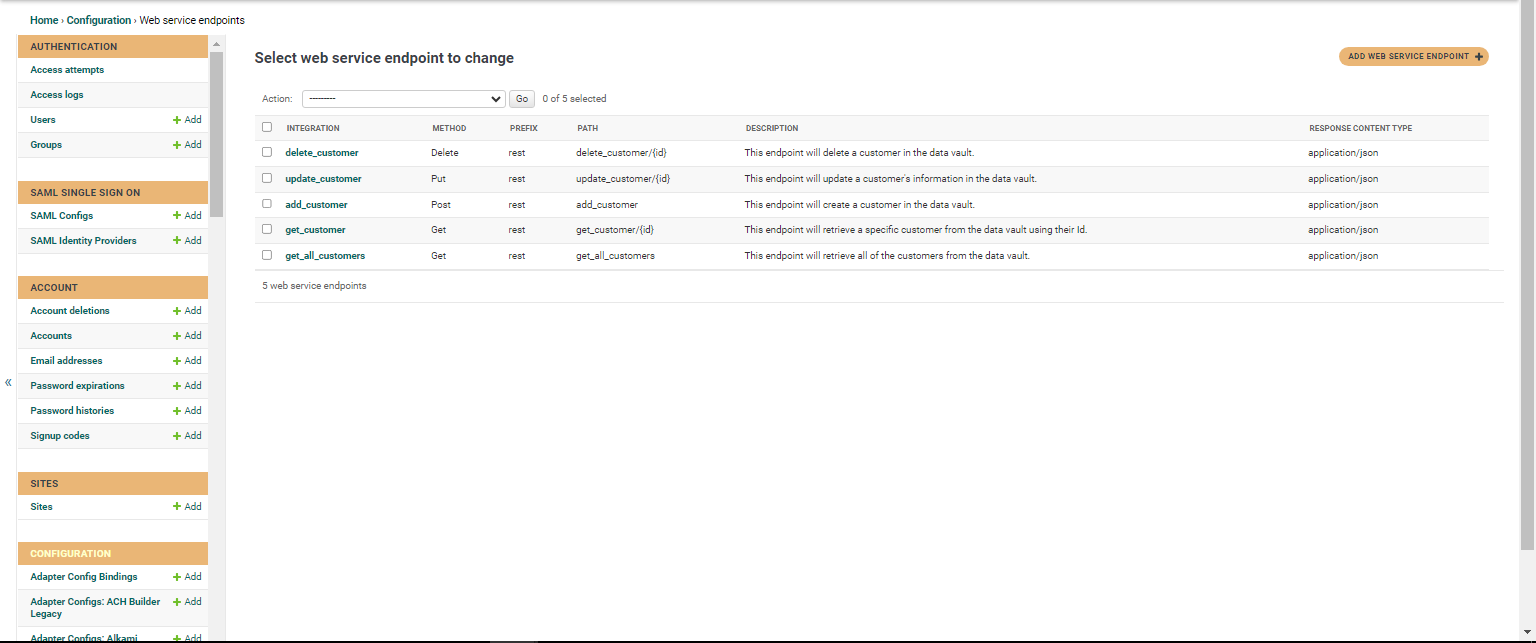 Home › Configuration › Web service endpoints
AUTHENTICATION
Access attempts
Access logs
Users + Add
Groups + Add
SAML SINGLE SIGN ON
SAML Configs + Add
SAML Identity Providers + Add
ACCOUNT
Account deletions + Add
Accounts + Add
Email addresses + Add
Password expirations + Add
Password histories + Add
Signup codes + Add
SITES
Sites + Add
CONFIGURATION
Adapter Config Bindings + Add
Adapter Configs: ACH Builder + Add
Legacy
Adapter Configs: Alkami + Add
«
Select web service endpoint to change
ADD WEB SERVICE ENDPOINT +
Action: --------- Go 0 of 5 selected
INTEGRATION METHOD PREFIX PATH DESCRIPTION RESPONSE CONTENT TYPE
delete_customer Delete rest delete_customer/{id} This endpoint will delete a customer in the data vault. application/json
update_customer Put rest update_customer/{id} This endpoint will update a customer's information in the data vault. application/json
add_customer Post rest add_customer This endpoint will create a customer in the data vault. application/json
get_customer Get rest get_customer/{id} This endpoint will retrieve a specific customer from the data vault using their Id. application/json
get_all_customers Get rest get_all_customers This endpoint will retrieve all of the customers from the data vault. application/json
5 web service endpoints